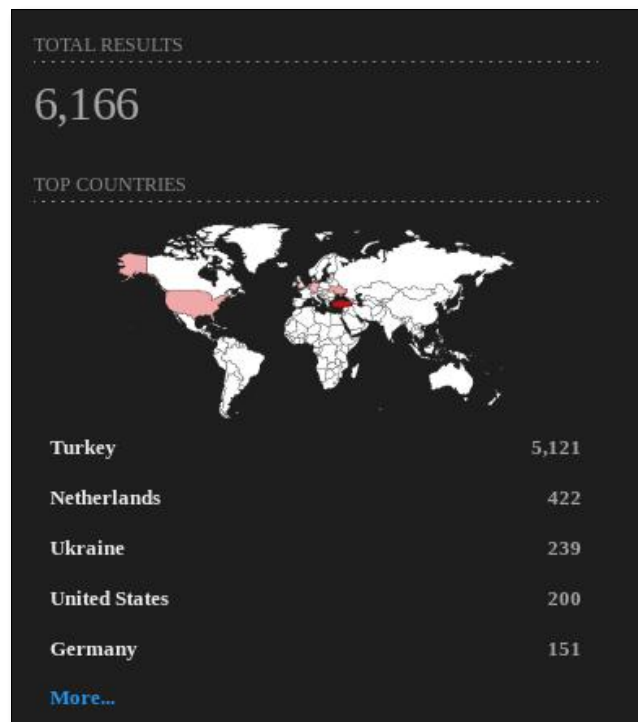 TOTAL RESULTS
6,166
TOP COUNTRIES
Turkey 5,121
Netherlands 422
Ukraine 239
United States 200
Germany 151
More...